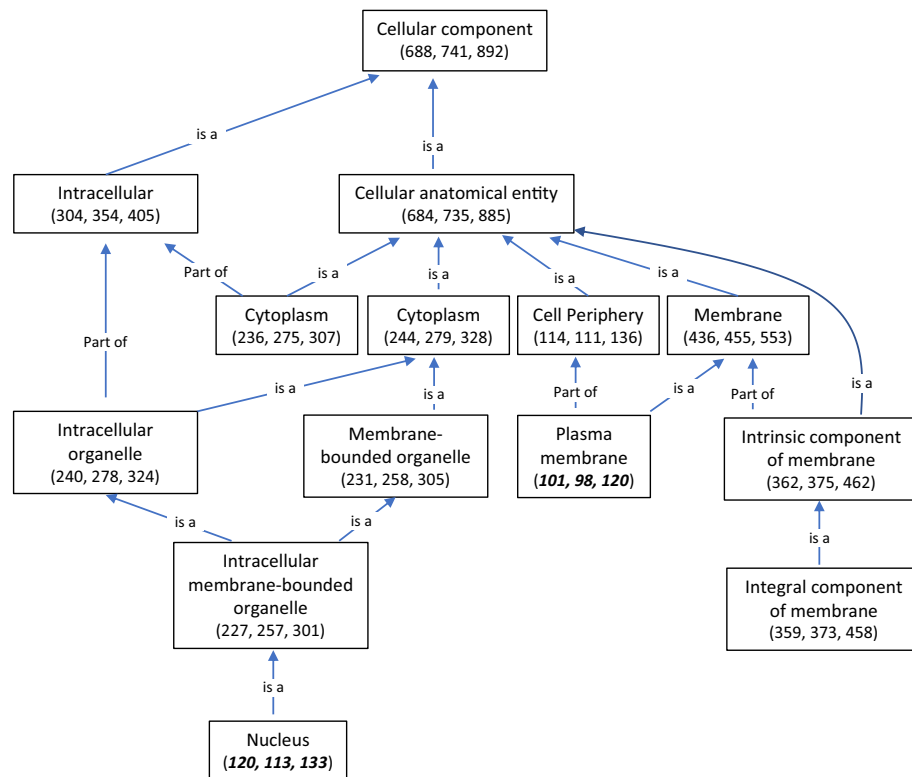 Cellular component
(688, 741, 892)
is a
is a
Intracellular
(304, 354, 405)
Cellular anatomical entity
(684, 735, 885)
Part of
is a
is a
is a
is a
Cytoplasm
(236, 275, 307)
Cytoplasm
(244, 279, 328)
Cell Periphery
(114, 111, 136)
Membrane
(436, 455, 553)
Part of
is a
is a
Part of
is a
Part of
is a
Intracellular
organelle
(240, 278, 324)
Membrane-
bounded organelle
(231, 258, 305)
Plasma
membrane
(101, 98, 120)
Intrinsic component
of membrane
(362, 375, 462)
is a
is a
is a
Intracellular
membrane-bounded
organelle
(227, 257, 301)
Integral component
of membrane
(359, 373, 458)
is a
Nucleus
(120, 113, 133)